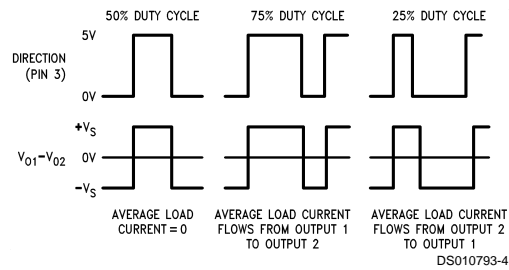 50% DUTY CYCLE
75% DUTY CYCLE
25% DUTY CYCLE
5V
DIRECTION
(PIN 3)
0V
+VS
VO1−VO2
0V
−VS
AVERAGE LOAD
CURRENT = 0
AVERAGE LOAD CURRENT
FLOWS FROM OUTPUT 1
TO OUTPUT 2
AVERAGE LOAD CURRENT
FLOWS FROM OUTPUT 2
TO OUTPUT 1
DS010793-4